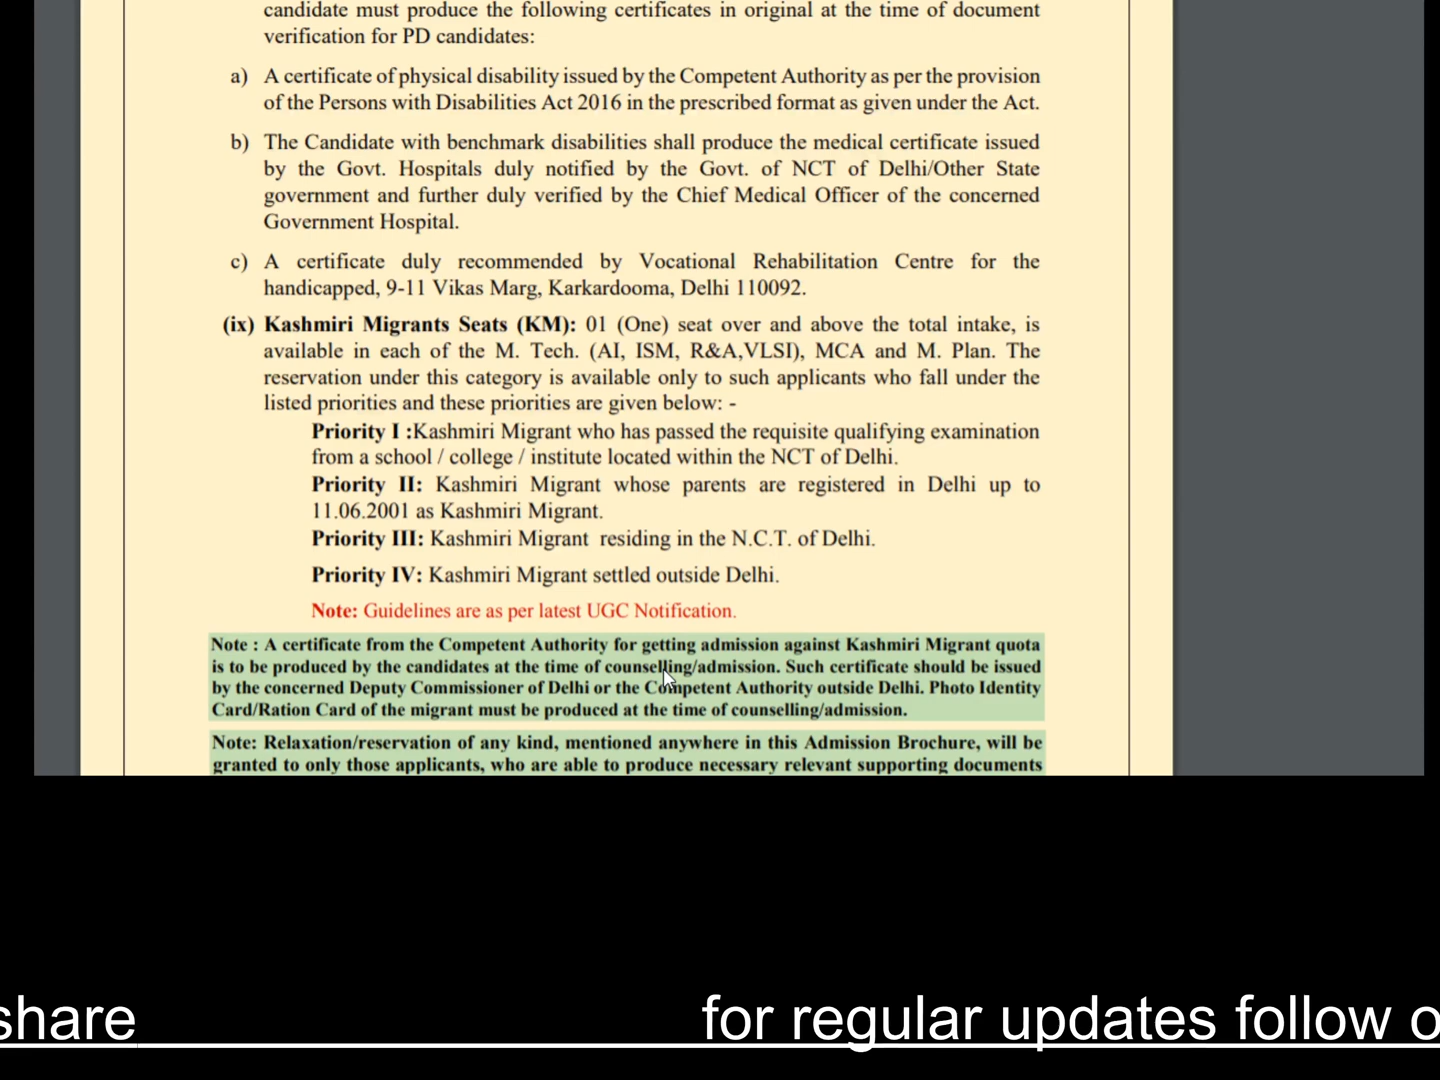 candidate must produce the following certificates in original at the time of document
verification for PD candidates:
a) A certificate of physical disability issued by the Competent Authority as per the provision
of the Persons with Disabilities Act 2016 in the prescribed format as given under the Act.
b) The Candidate with benchmark disabilities shall produce the medical certificate issued
by the Govt. Hospitals duly notified by the Govt. of NCT of Delhi/Other State
government and further duly verified by the Chief Medical Officer of the concerned
Government Hospital.
c) A certificate duly recommended by Vocational Rehabilitation Centre for the
handicapped, 9-11 Vikas Marg, Karkardooma, Delhi 110092.
(ix) Kashmiri Migrants Seats (KM): 01 (One) seat over and above the total intake, is
available in each of the M. Tech. (AI, ISM, R&A,VLSI), MCA and M. Plan. The
reservation under this category is available only to such applicants who fall under the
listed priorities and these priorities are given below: -
Priority I :Kashmiri Migrant who has passed the requisite qualifying examination
from a school / college / institute located within the NCT of Delhi.
Priority II: Kashmiri Migrant whose parents are registered in Delhi up to
11.06.2001 as Kashmiri Migrant.
Priority III: Kashmiri Migrant residing in the N.C.T. of Delhi.
Priority IV: Kashmiri Migrant settled outside Delhi.
Note: Guidelines are as per latest UGC Notification.
Note : A certificate from the Competent Authority for getting admission against Kashmiri Migrant quota
is to be produced by the candidates at the time of counselling/admission. Such certificate should be issued
by the concerned Deputy Commissioner of Delhi or the Competent Authority outside Delhi. Photo Identity
Card/Ration Card of the migrant must be produced at the time of counselling/admission.
Note: Relaxation/reservation of any kind, mentioned anywhere in this Admission Brochure, will be
granted to only those applicants, who are able to produce necessary relevant supporting documents
share for regular updates follow o